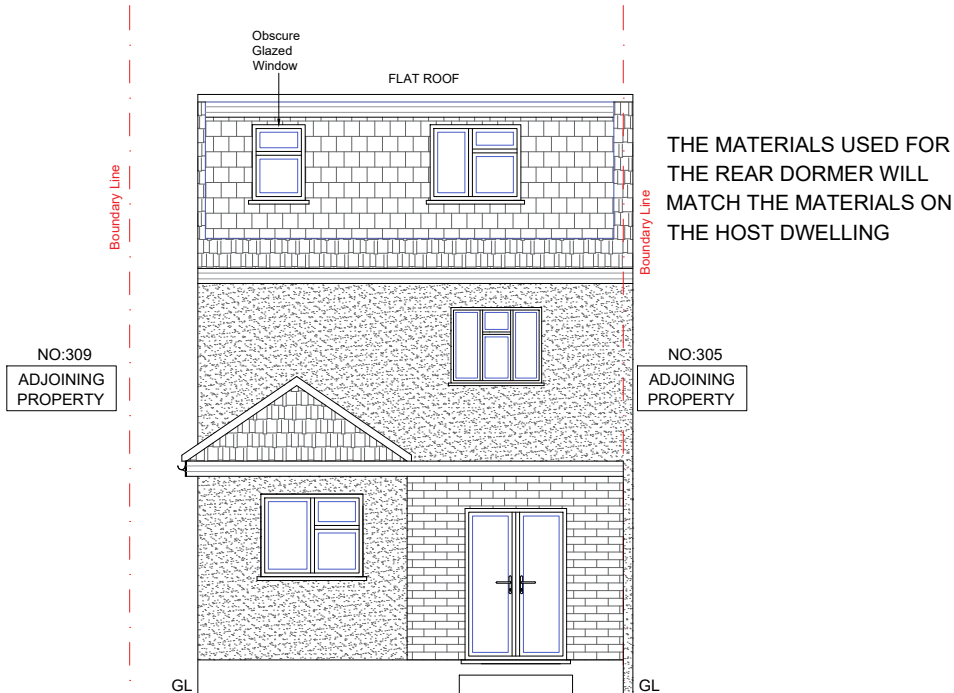 Obscure
Glazed
Window
FLAT ROOF
THE MATERIALS USED FOR
THE REAR DORMER WILL
MATCH THE MATERIALS ON
THE HOST DWELLING
Boundary Line
Boundary Line
NO:309
ADJOINING
PROPERTY
NO:305
ADJOINING
PROPERTY
GL
GL